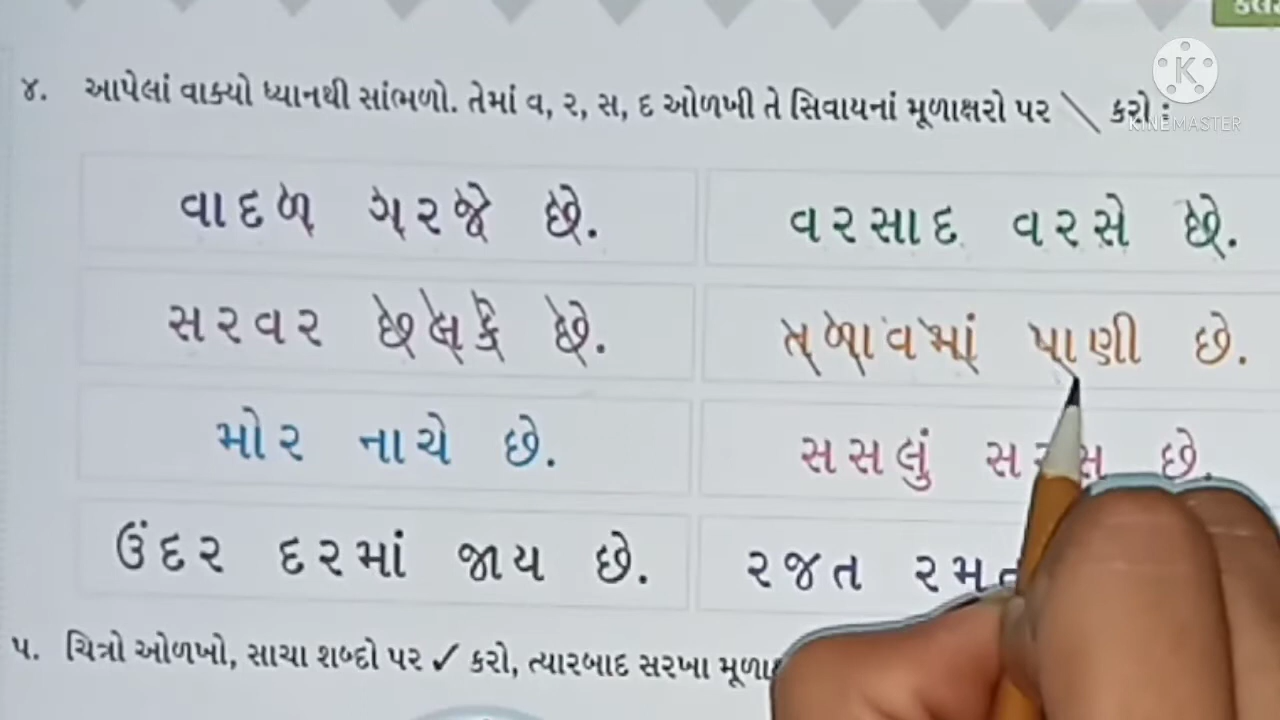 ૪. આપેલાં વાક્યો ધ્યાનથી સાંભળો. તેમાં વ, ર, સ, દ ઓળખી તે સિવાયનાં મૂળાક્ષરો પર \ કરો :
KINEMASTER
વાદળ ગરજે છે. વરસાદ વરસે છે.
સરવર છલકે છે. તળાવમાં પાણી છે.
મોર નાચે છે. સસલું સરસ છે.
ઉંદર દરમાં જાય છે. રજત
૫. ચિત્રો ઓળખો, સાચા શબ્દો પર ✓ કરો, ત્યારબાદ સરખા